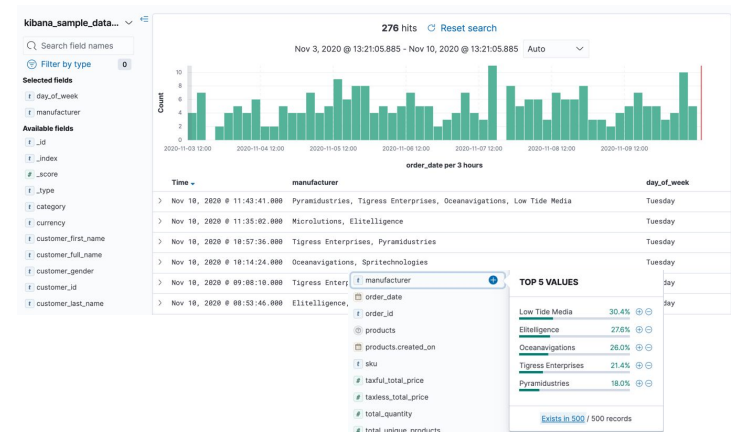 kibana_sample_data...
Search field names
Filter by type 0
Selected fields
t day_of_week
t manufacturer
Available fields
t _id
t _index
# _score
t _type
t category
t currency
t customer_first_name
t customer_full_name
t customer_gender
t customer_id
t customer_last_name
276 hits Reset search
Nov 3, 2020 @ 13:21:05.885 - Nov 10, 2020 @ 13:21:05.885 Auto
Count
10
8
6
4
2
0
2020-11-03 12:00 2020-11-04 12:00 2020-11-05 12:00 2020-11-06 12:00 2020-11-07 12:00 2020-11-08 12:00 2020-11-09 12:00
order_date per 3 hours
Time manufacturer day_of_week
Nov 10, 2020 @ 11:43:41.000 Pyramidustries, Tigress Enterprises, Oceanavigations, Low Tide Media Tuesday
Nov 10, 2020 @ 11:35:02.000 Microlutions, Elitelligence Tuesday
Nov 10, 2020 @ 10:57:36.000 Tigress Enterprises, Pyramidustries Tuesday
Nov 10, 2020 @ 10:14:24.000 Oceanavigations, Spritechnologies Tuesday
Nov 10, 2020 @ 09:08:10.000 Tigress Enterp day
Nov 10, 2020 @ 08:53:46.000 Elitelligence, day
t manufacturer
order_date
t order_id
products
products.created_on
t sku
# taxful_total_price
# taxless_total_price
# total_quantity
# total_unique_products
TOP 5 VALUES
Low Tide Media 30.4%
Elitelligence 27.6%
Oceanavigations 26.0%
Tigress Enterprises 21.4%
Pyramidustries 18.0%
Exists in 500 / 500 records